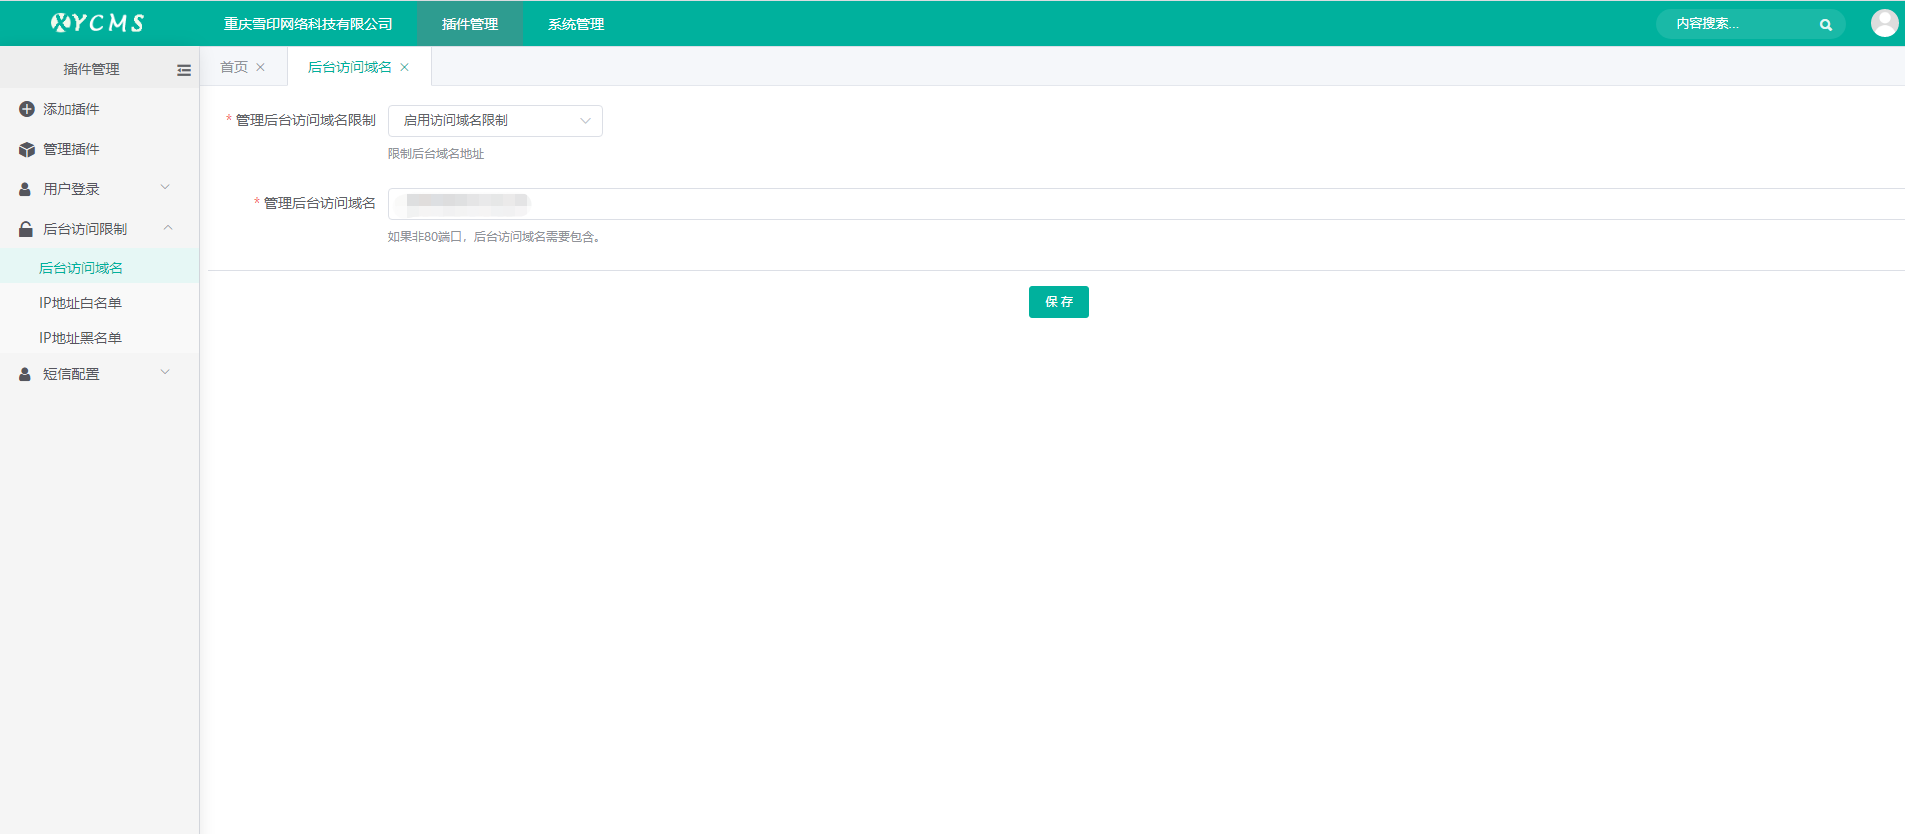 XYCMS
重庆雪印网络科技有限公司
插件管理
系统管理
内容搜索...
插件管理
首页
后台访问域名
添加插件
管理插件
用户登录
后台访问限制
后台访问域名
IP地址白名单
IP地址黑名单
短信配置
* 管理后台访问域名限制
启用访问域名限制
限制后台域名地址
* 管理后台访问域名
如果非80端口，后台访问域名需要包含。
保 存